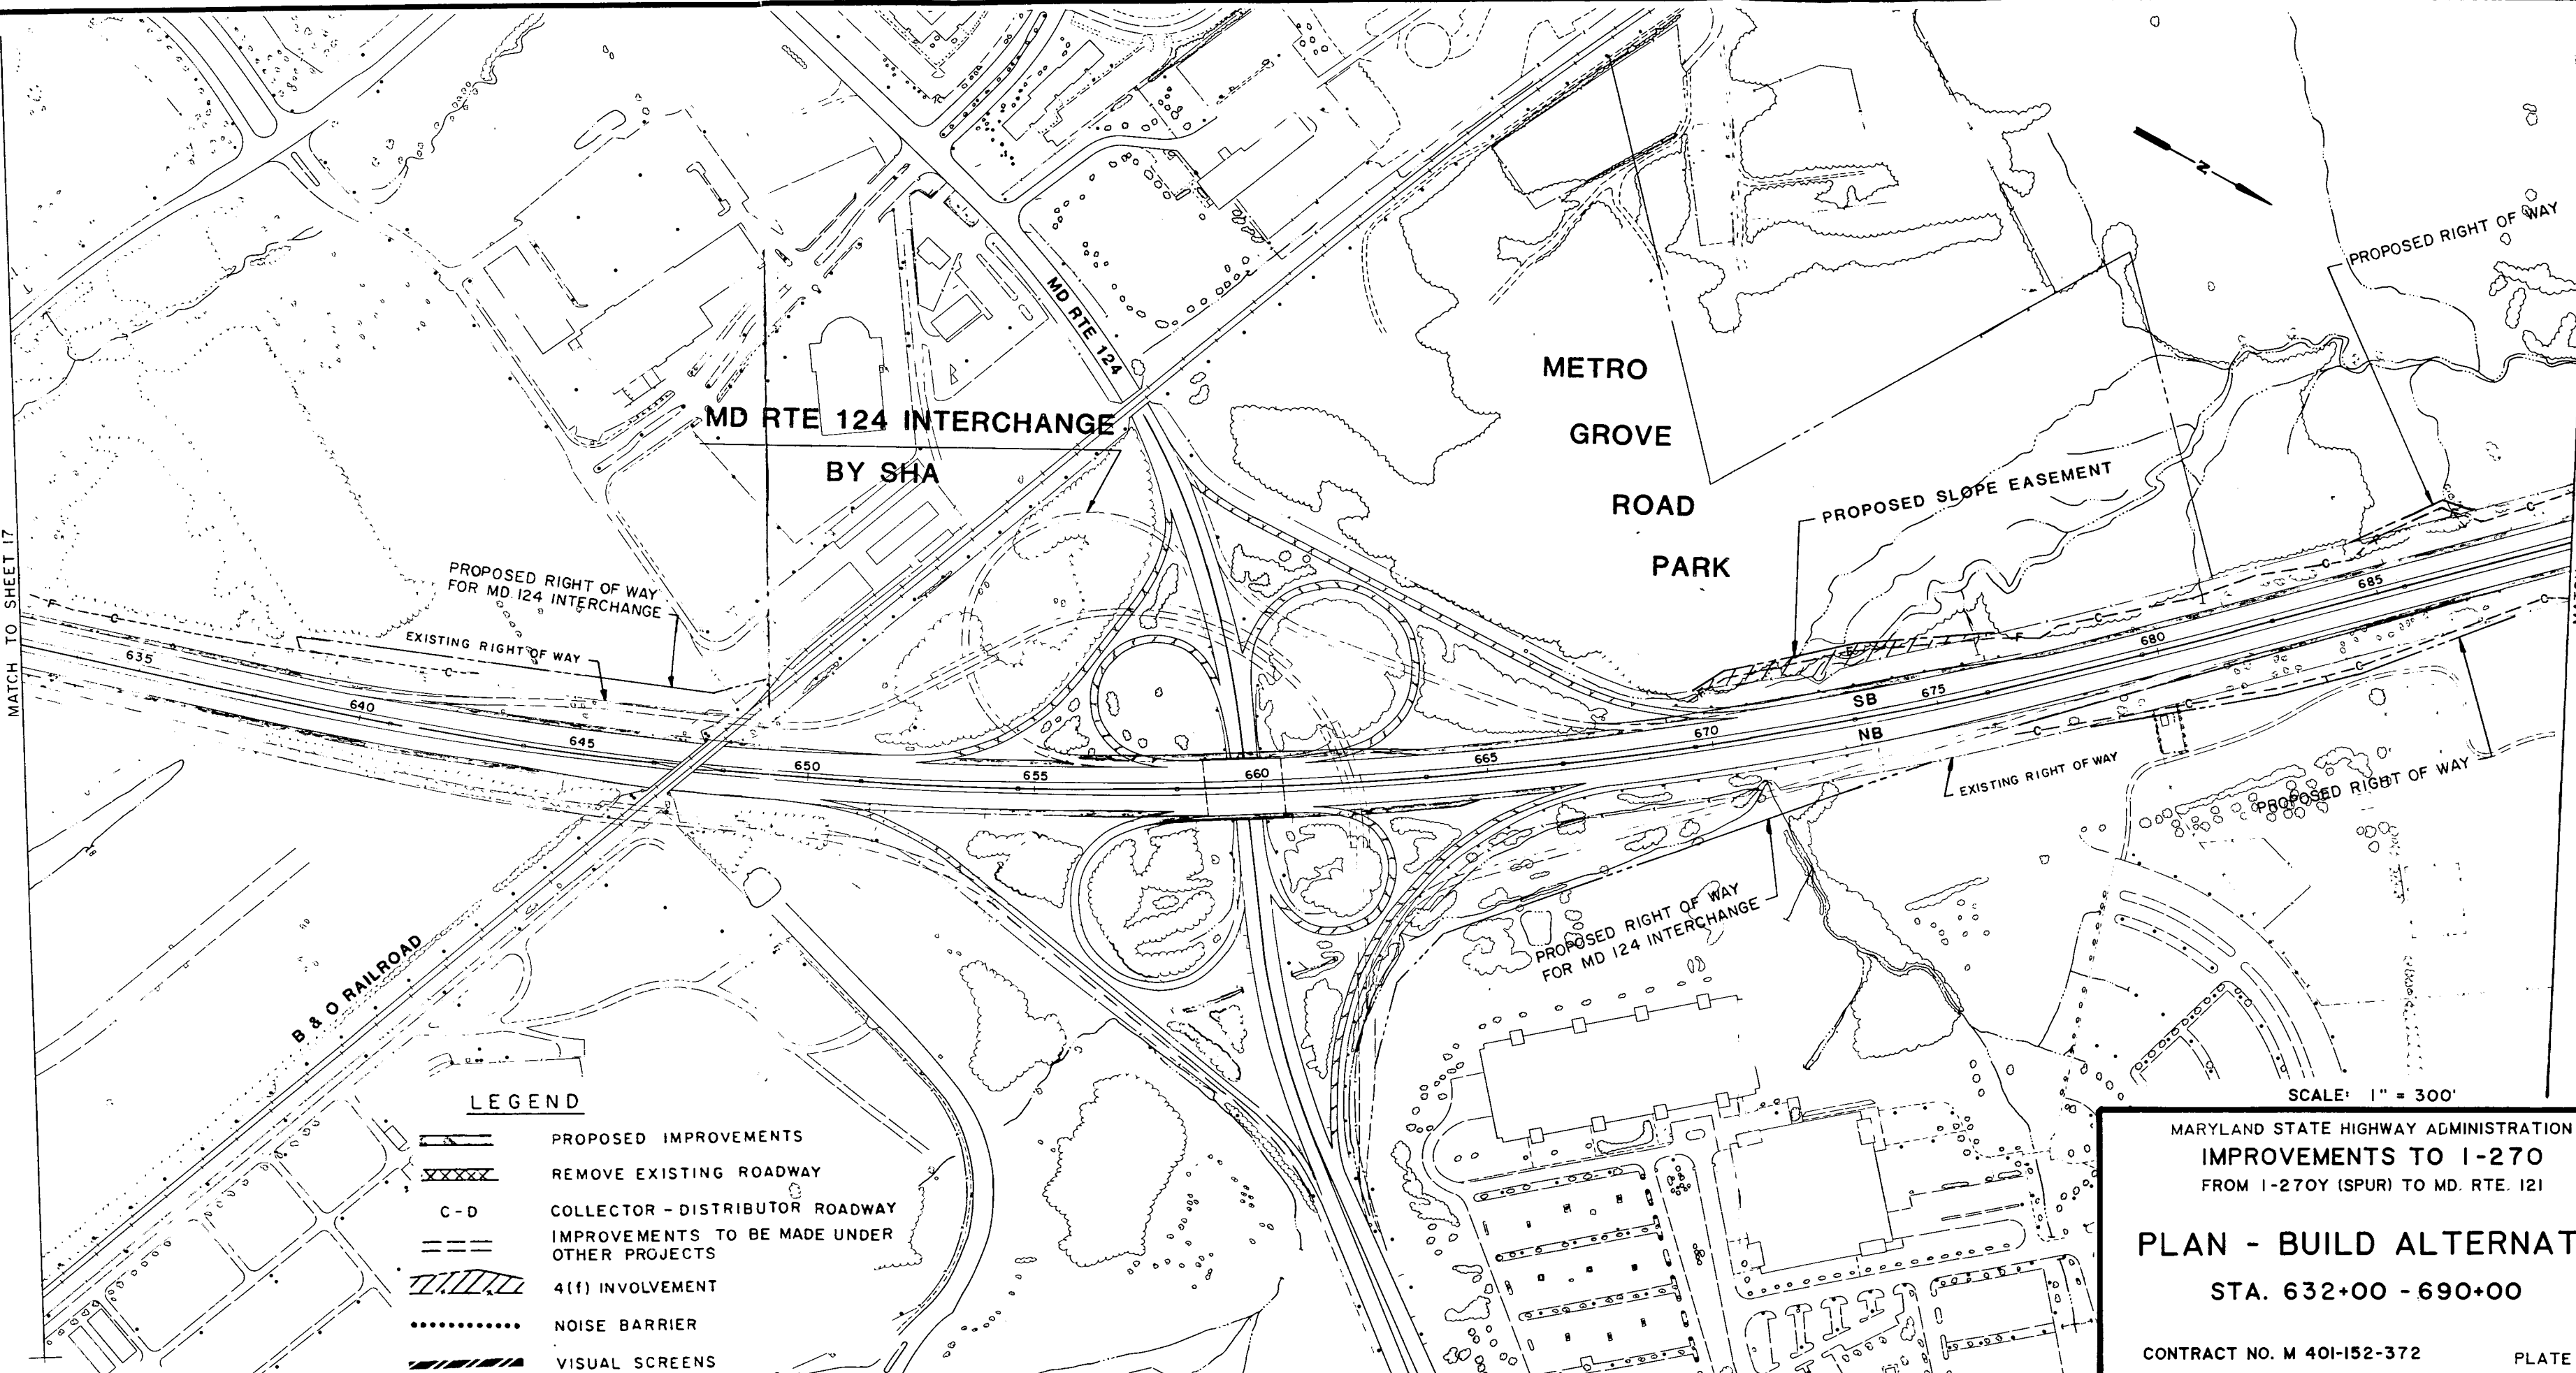 MATCH TO SHEET 17
MD RTE 124
MD RTE 124 INTERCHANGE
BY SHA
METRO
GROVE
ROAD
PARK
N
PROPOSED RIGHT OF WAY
PROPOSED SLOPE EASEMENT
PROPOSED RIGHT OF WAY
FOR MD. 124 INTERCHANGE
EXISTING RIGHT OF WAY
F
C
C
F
C
C
C
C
C
C
C
635
640
645
650
655
660
665
670
675
680
685
SB
NB
EXISTING RIGHT OF WAY
PROPOSED RIGHT OF WAY
PROPOSED RIGHT OF WAY
FOR MD 124 INTERCHANGE
B & O RAILROAD
LEGEND
PROPOSED IMPROVEMENTS
REMOVE EXISTING ROADWAY
C-D COLLECTOR-DISTRIBUTOR ROADWAY
IMPROVEMENTS TO BE MADE UNDER
OTHER PROJECTS
4(f) INVOLVEMENT
NOISE BARRIER
VISUAL SCREENS
SCALE: 1" = 300'
MARYLAND STATE HIGHWAY ADMINISTRATION
IMPROVEMENTS TO I-270
FROM I-270Y (SPUR) TO MD. RTE. 121
PLAN - BUILD ALTERNAT
STA. 632+00 - 690+00
CONTRACT NO. M 401-152-372
PLATE